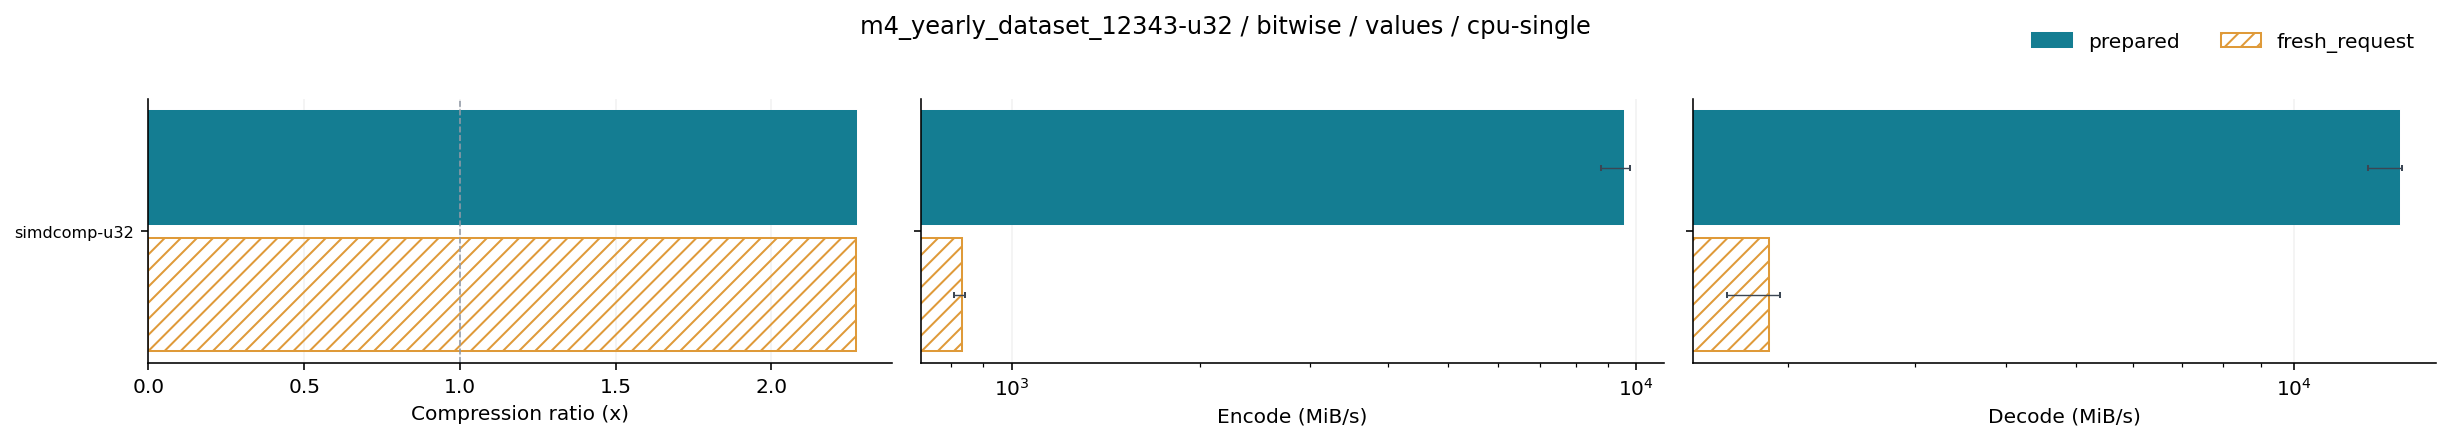 m4_yearly_dataset_12343-u32 / bitwise / values / cpu-single
prepared
fresh_request
simdcomp-u32
0.0 0.5 1.0 1.5 2.0
Compression ratio (x)
10³ 10⁴
Encode (MiB/s)
10⁴
Decode (MiB/s)